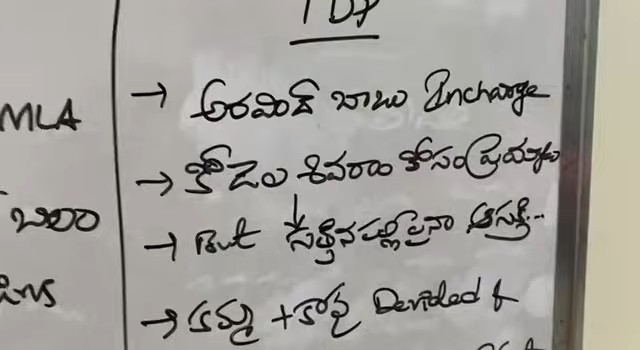 TDP
MLA
→ అరవింద్ బాబు Incharge
→ కోడెల శివరాం కోసం ప్రయత్నం
→ But సత్తెనపల్లిపైనా ఆసక్తి..
→ కమ్మ + కాపు Devided &